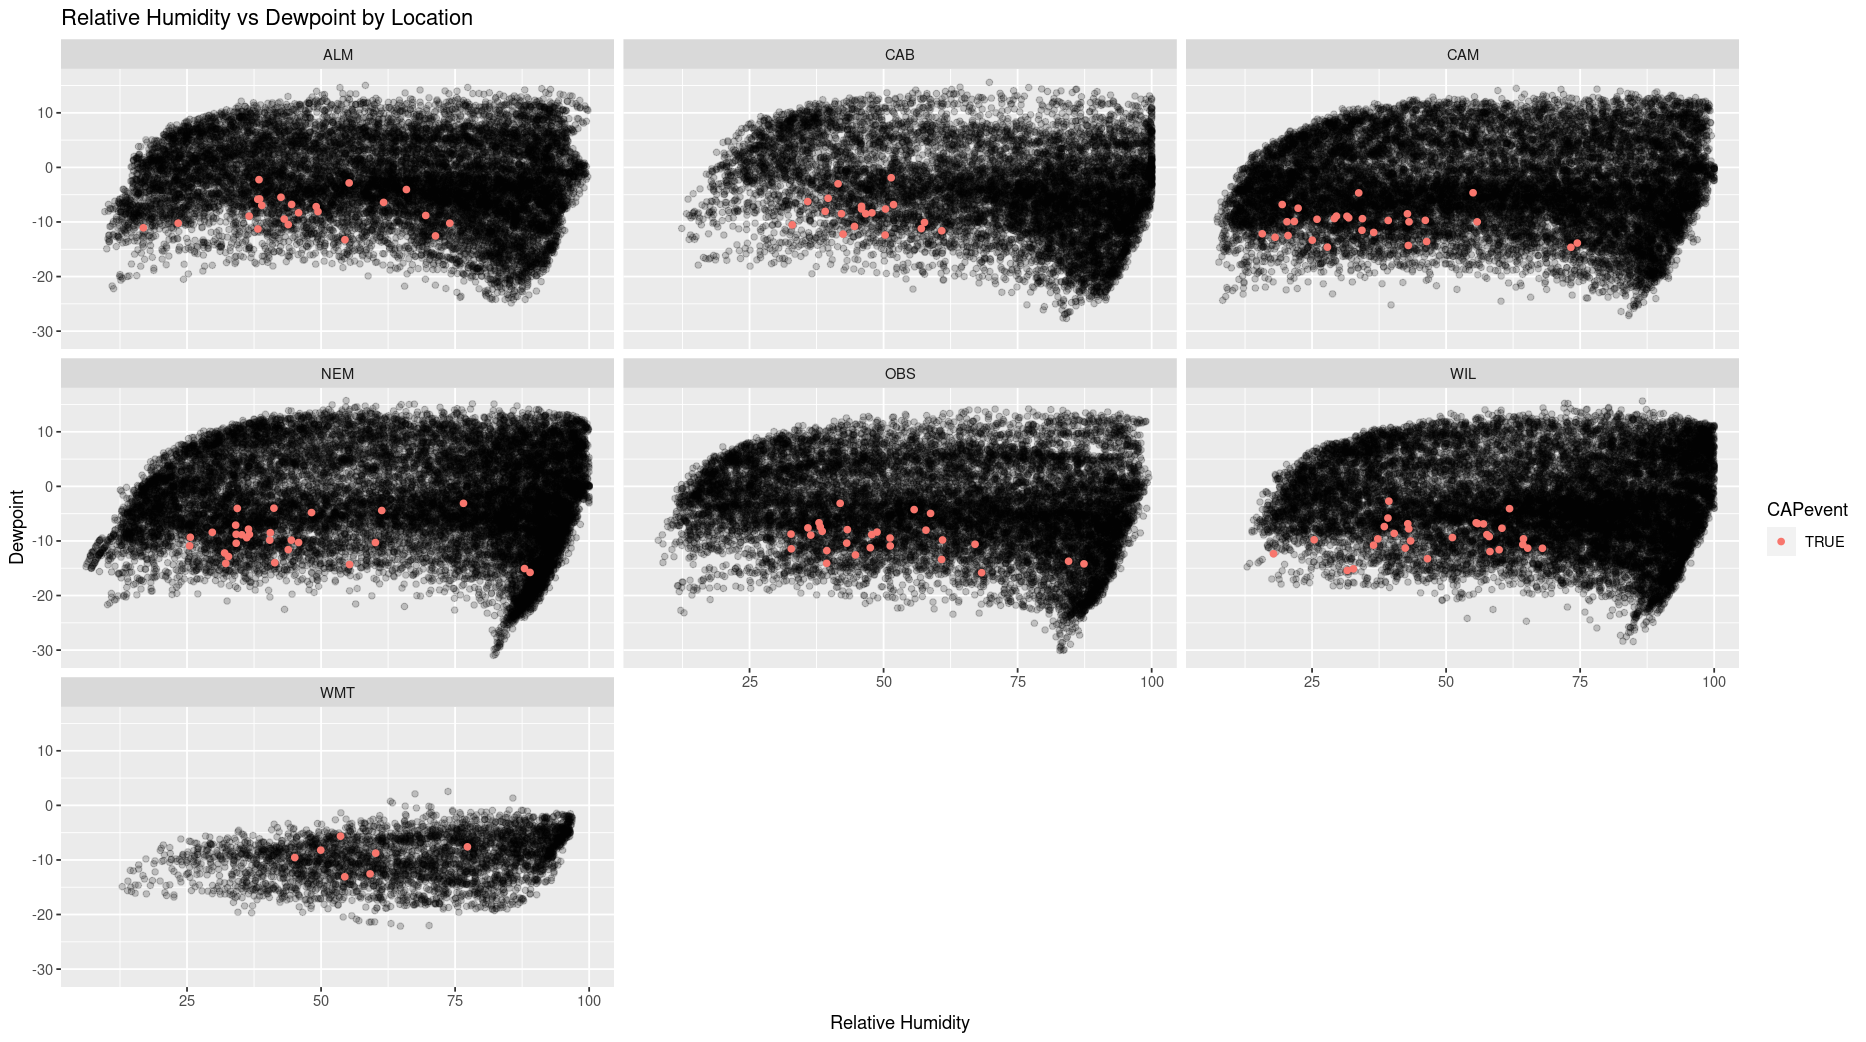 Relative Humidity vs Dewpoint by Location
ALM CAB CAM
10
0
-10
-20
-30
NEM OBS WIL
10
0
-10
-20
-30
25 50 75 100 25 50 75 100
WMT
10
0
-10
-20
-30
25 50 75 100
Relative Humidity
Dewpoint
CAPevent
TRUE